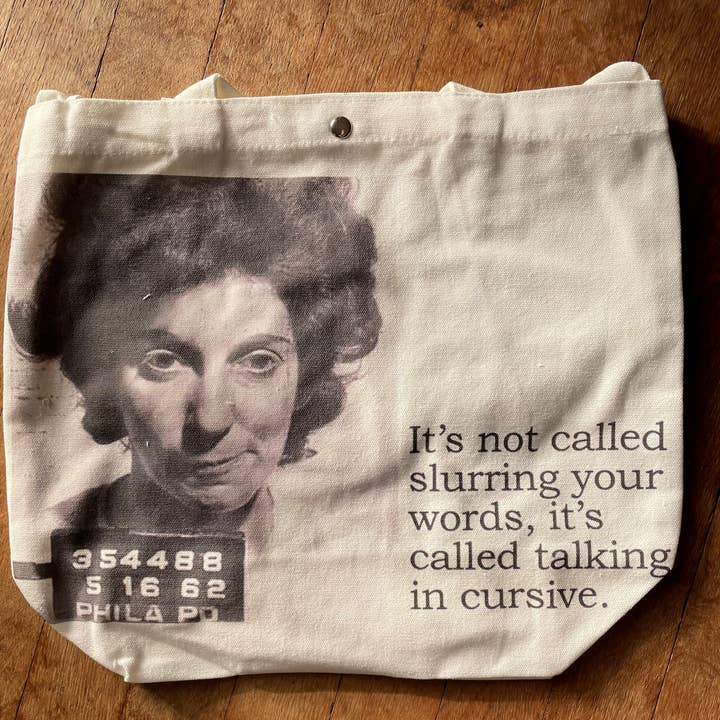 It's not called
slurring your
words, it's
called talking
in cursive.
354488
5 16 62
PHILA PD